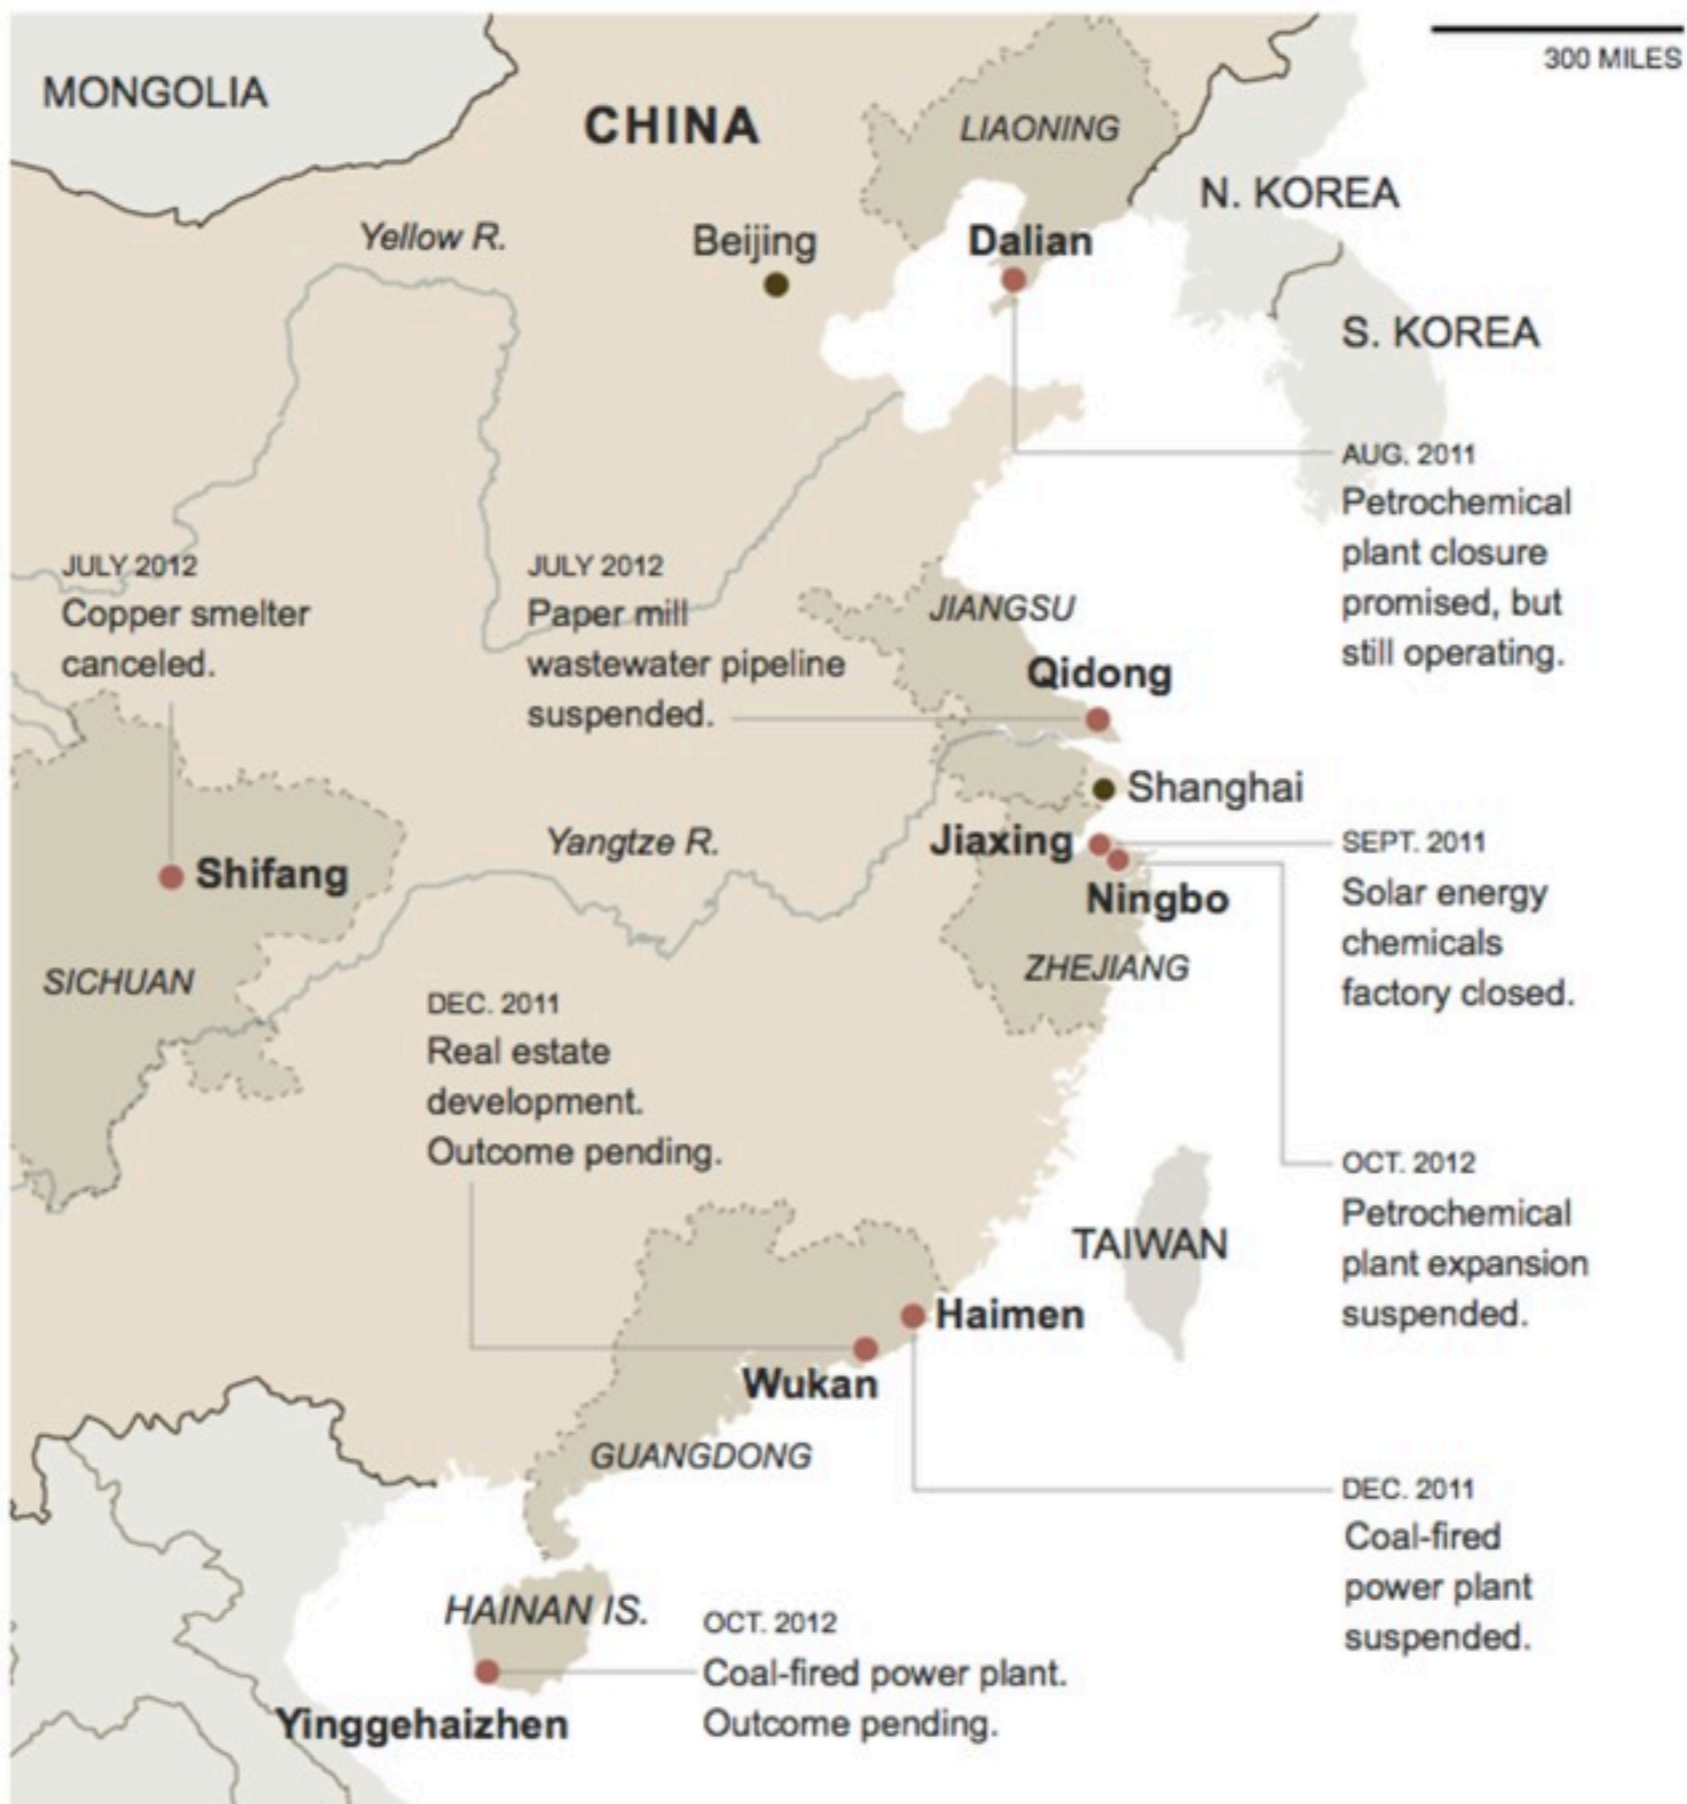 300 MILES
MONGOLIA
CHINA
LIAONING
N. KOREA
Yellow R.
Beijing
Dalian
S. KOREA
AUG. 2011
Petrochemical
plant closure
promised, but
still operating.
JULY 2012
Copper smelter
canceled.
JULY 2012
Paper mill
wastewater pipeline
suspended.
JIANGSU
Qidong
Shanghai
Yangtze R.
Jiaxing
SEPT. 2011
Solar energy
chemicals
factory closed.
Shifang
Ningbo
SICHUAN
ZHEJIANG
DEC. 2011
Real estate
development.
Outcome pending.
OCT. 2012
Petrochemical
plant expansion
suspended.
TAIWAN
Haimen
Wukan
GUANGDONG
DEC. 2011
Coal-fired
power plant
suspended.
HAINAN IS.
OCT. 2012
Coal-fired power plant.
Outcome pending.
Yinggehaizhen